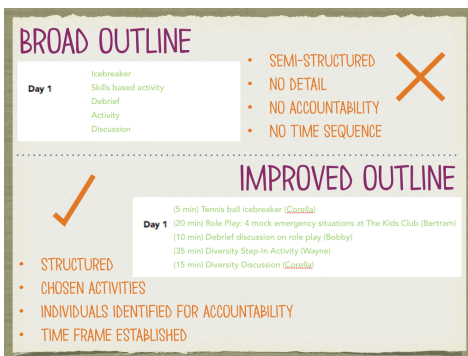 BROAD OUTLINE
Day 1
Icebreaker
Skills based activity
Debrief
Activity
Discussion
• SEMI-STRUCTURED
• NO DETAIL
• NO ACCOUNTABILITY
• NO TIME SEQUENCE
IMPROVED OUTLINE
Day 1
(5 min) Tennis ball icebreaker (Corella)
(20 min) Role Play: 4 mock emergency situations at The Kids Club (Bertram)
(10 min) Debrief discussion on role play (Bobby)
(35 min) Diversity Step-In Activity (Wayne)
(15 min) Diversity Discussion (Corella)
• STRUCTURED
• CHOSEN ACTIVITIES
• INDIVIDUALS IDENTIFIED FOR ACCOUNTABILITY
• TIME FRAME ESTABLISHED